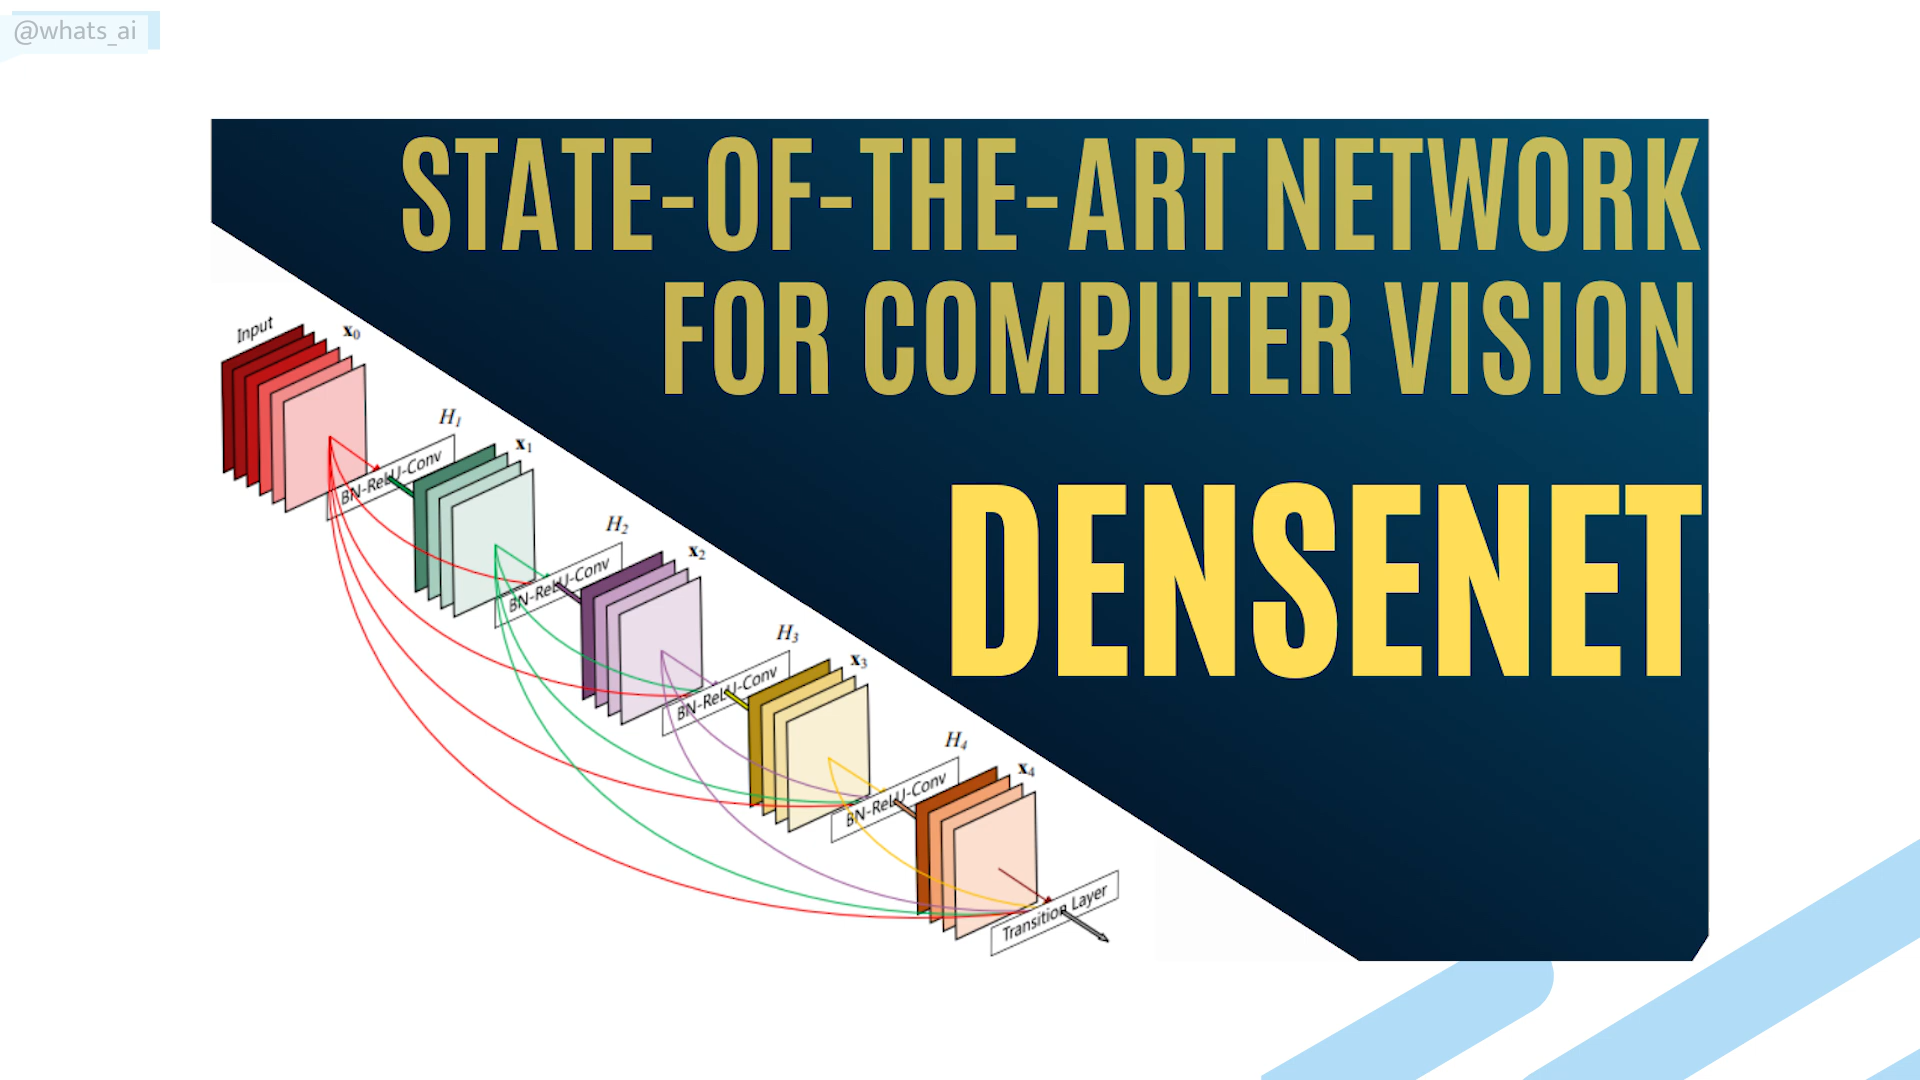 @whats_ai
STATE-OF-THE-ART NETWORK
FOR COMPUTER VISION
DENSENET
Input
x0
H1
BN-ReLU-Conv
x1
H2
BN-ReLU-Conv
x2
H3
BN-ReLU-Conv
x3
H4
BN-ReLU-Conv
x4
Transition Layer